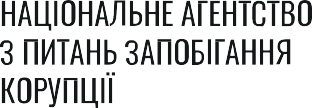 НАЦІОНАЛЬНЕ АГЕНТСТВО
З ПИТАНЬ ЗАПОБІГАННЯ
КОРУПЦІЇ